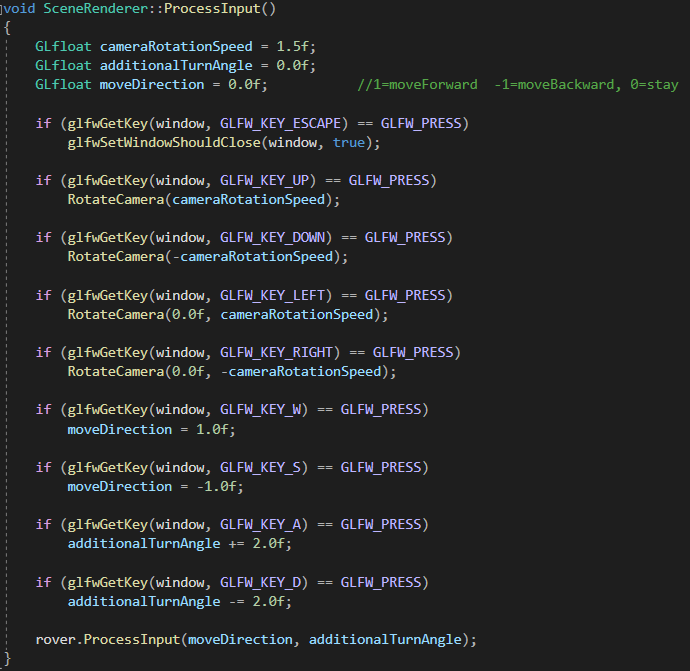 void SceneRenderer::ProcessInput()
{
    GLfloat cameraRotationSpeed = 1.5f;
    GLfloat additionalTurnAngle = 0.0f;
    GLfloat moveDirection = 0.0f;           //1=moveForward  -1=moveBackward, 0=stay

    if (glfwGetKey(window, GLFW_KEY_ESCAPE) == GLFW_PRESS)
        glfwSetWindowShouldClose(window, true);

    if (glfwGetKey(window, GLFW_KEY_UP) == GLFW_PRESS)
        RotateCamera(cameraRotationSpeed);

    if (glfwGetKey(window, GLFW_KEY_DOWN) == GLFW_PRESS)
        RotateCamera(-cameraRotationSpeed);

    if (glfwGetKey(window, GLFW_KEY_LEFT) == GLFW_PRESS)
        RotateCamera(0.0f, cameraRotationSpeed);

    if (glfwGetKey(window, GLFW_KEY_RIGHT) == GLFW_PRESS)
        RotateCamera(0.0f, -cameraRotationSpeed);

    if (glfwGetKey(window, GLFW_KEY_W) == GLFW_PRESS)
        moveDirection = 1.0f;

    if (glfwGetKey(window, GLFW_KEY_S) == GLFW_PRESS)
        moveDirection = -1.0f;

    if (glfwGetKey(window, GLFW_KEY_A) == GLFW_PRESS)
        additionalTurnAngle += 2.0f;

    if (glfwGetKey(window, GLFW_KEY_D) == GLFW_PRESS)
        additionalTurnAngle -= 2.0f;

    rover.ProcessInput(moveDirection, additionalTurnAngle);
}